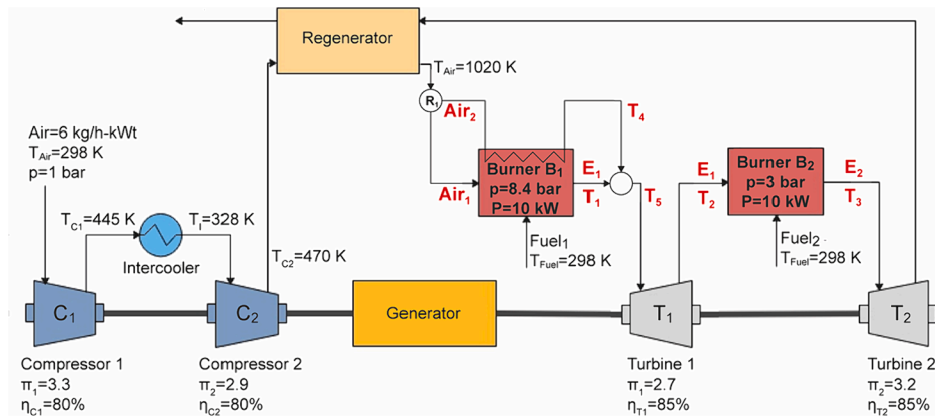 Regenerator
T_Air=1020 K
R₁
Air₂
T₄
Air=6 kg/h-kWt
T_Air=298 K
p=1 bar
Burner B₁
p=8.4 bar
P=10 kW
E₁
T₁
Air₁
T₅
Burner B₂
p=3 bar
P=10 kW
E₁
T₂
E₂
T₃
T_C1=445 K
T_I=328 K
Intercooler
T_C2=470 K
Fuel₁
T_Fuel=298 K
Fuel₂
T_Fuel=298 K
C₁
C₂
Generator
T₁
T₂
Compressor 1
π₁=3.3
η_C1=80%
Compressor 2
π₂=2.9
η_C2=80%
Turbine 1
π₁=2.7
η_T1=85%
Turbine 2
π₂=3.2
η_T2=85%